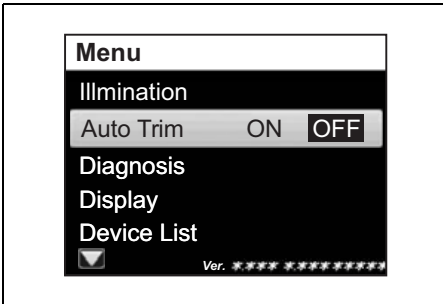 Menu
Illmination
Auto Trim ON OFF
Diagnosis
Display
Device List
Ver. *.*** *.*********